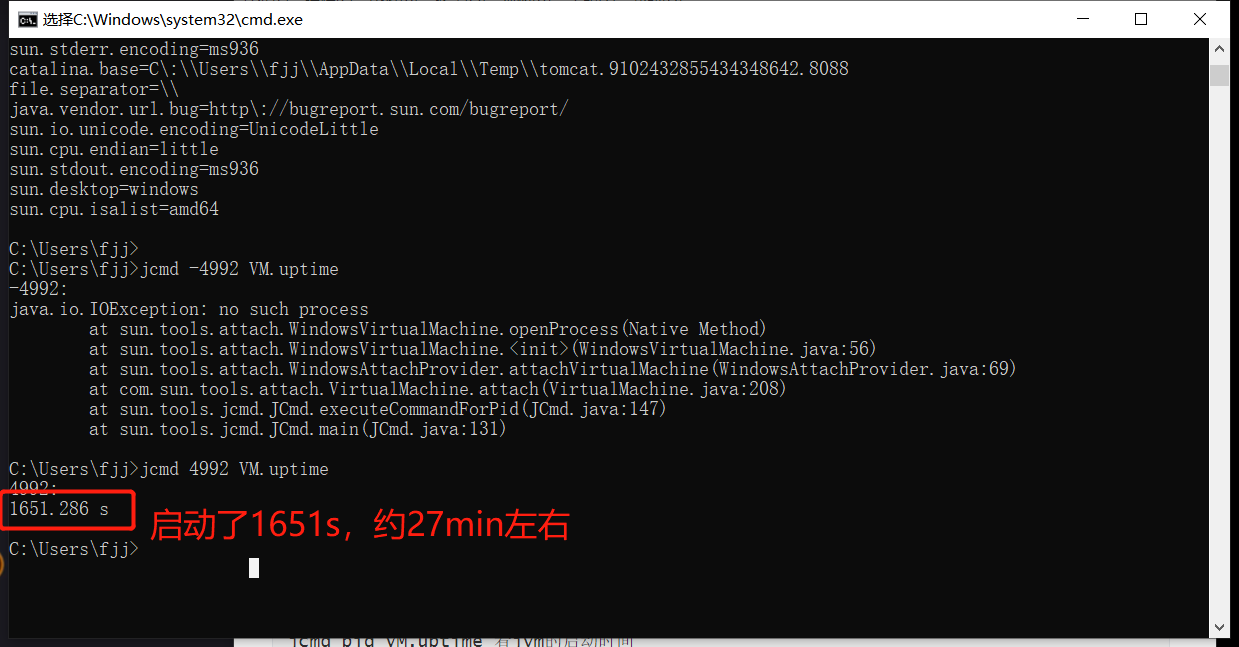 选择C:\Windows\system32\cmd.exe
sun.stderr.encoding=ms936
catalina.base=C\:\\Users\\fjj\\AppData\\Local\\Temp\\tomcat.9102432855434348642.8088
file.separator=\\
java.vendor.url.bug=http\://bugreport.sun.com/bugreport/
sun.io.unicode.encoding=UnicodeLittle
sun.cpu.endian=little
sun.stdout.encoding=ms936
sun.desktop=windows
sun.cpu.isalist=amd64
C:\Users\fjj>
C:\Users\fjj>jcmd -4992 VM.uptime
-4992:
java.io.IOException: no such process
at sun.tools.attach.WindowsVirtualMachine.openProcess(Native Method)
at sun.tools.attach.WindowsVirtualMachine.<init>(WindowsVirtualMachine.java:56)
at sun.tools.attach.WindowsAttachProvider.attachVirtualMachine(WindowsAttachProvider.java:69)
at com.sun.tools.attach.VirtualMachine.attach(VirtualMachine.java:208)
at sun.tools.jcmd.JCmd.executeCommandForPid(JCmd.java:147)
at sun.tools.jcmd.JCmd.main(JCmd.java:131)
C:\Users\fjj>jcmd 4992 VM.uptime
4992:
1651.286 s
启动了1651s，约27min左右
C:\Users\fjj>
jcmd pid VM.uptime 看jvm的启动时间